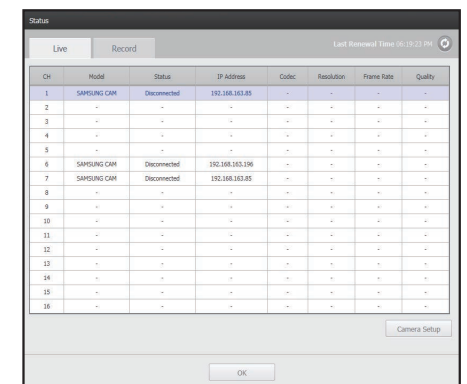 Status
Live Record Last Renewal Time 06:19:23 PM
CH Model Status IP Address Codec Resolution Frame Rate Quality
1 SAMSUNG CAM Disconnected 192.168.163.85 - - - -
2 - - - - - - -
3 - - - - - - -
4 - - - - - - -
5 - - - - - - -
6 SAMSUNG CAM Disconnected 192.168.163.196 - - - -
7 SAMSUNG CAM Disconnected 192.168.163.85 - - - -
8 - - - - - - -
9 - - - - - - -
10 - - - - - - -
11 - - - - - - -
12 - - - - - - -
13 - - - - - - -
14 - - - - - - -
15 - - - - - - -
16 - - - - - - -
Camera Setup
OK